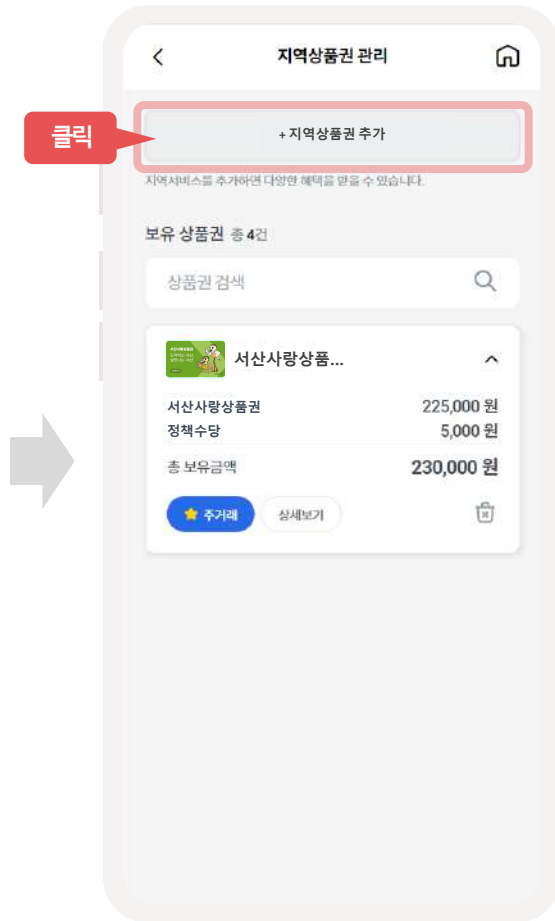 지역상품권 관리
클릭
+ 지역상품권 추가
지역서비스를 추가하면 다양한 혜택을 받을 수 있습니다.
보유 상품권 총 4건
상품권 검색
서산사랑상품...
서산사랑상품권 225,000 원
정책수당 5,000 원
총 보유금액 230,000 원
주거래 상세보기